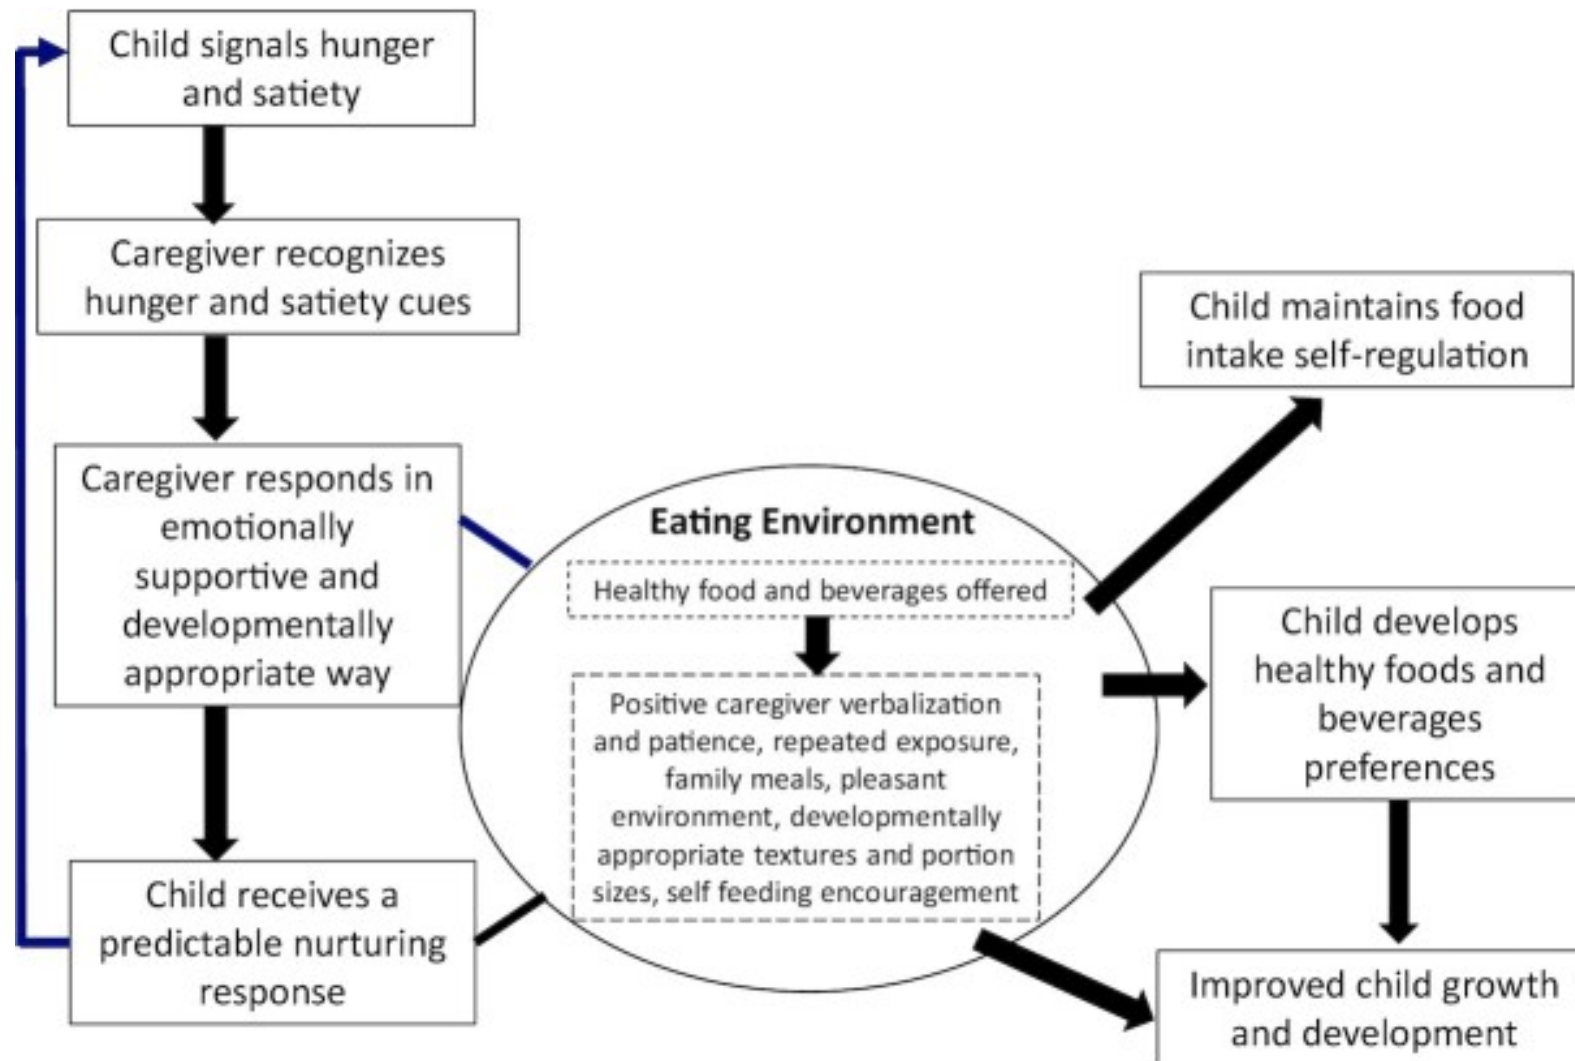 Child signals hunger
and satiety
Caregiver recognizes
hunger and satiety cues
Caregiver responds in
emotionally
supportive and
developmentally
appropriate way
Child receives a
predictable nurturing
response
Eating Environment
Healthy food and beverages offered
Positive caregiver verbalization
and patience, repeated exposure,
family meals, pleasant
environment, developmentally
appropriate textures and portion
sizes, self feeding encouragement
Child maintains food
intake self-regulation
Child develops
healthy foods and
beverages
preferences
Improved child growth
and development